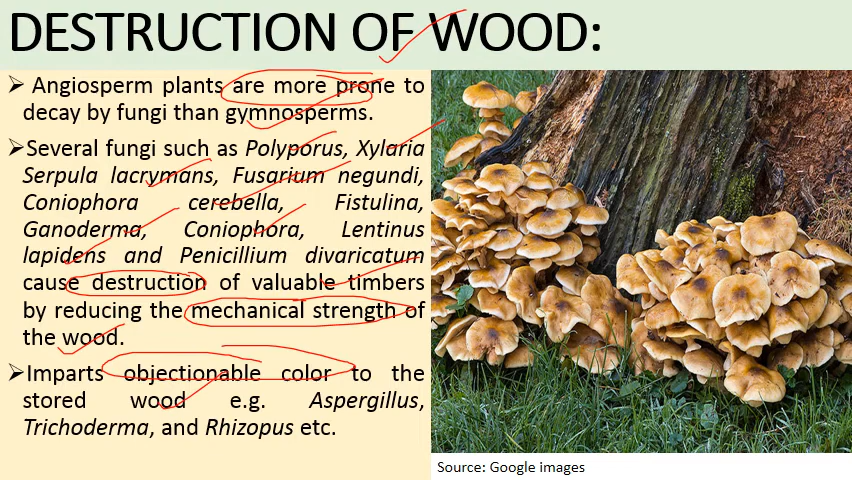 DESTRUCTION OF WOOD:
➢ Angiosperm plants are more prone to
decay by fungi than gymnosperms.
➢Several fungi such as Polyporus, Xylaria
Serpula lacrymans, Fusarium negundi,
Coniophora cerebella, Fistulina,
Ganoderma, Coniophora, Lentinus
lapidens and Penicillium divaricatum
cause destruction of valuable timbers
by reducing the mechanical strength of
the wood.
➢Imparts objectionable color to the
stored wood e.g. Aspergillus,
Trichoderma, and Rhizopus etc.
Source: Google images